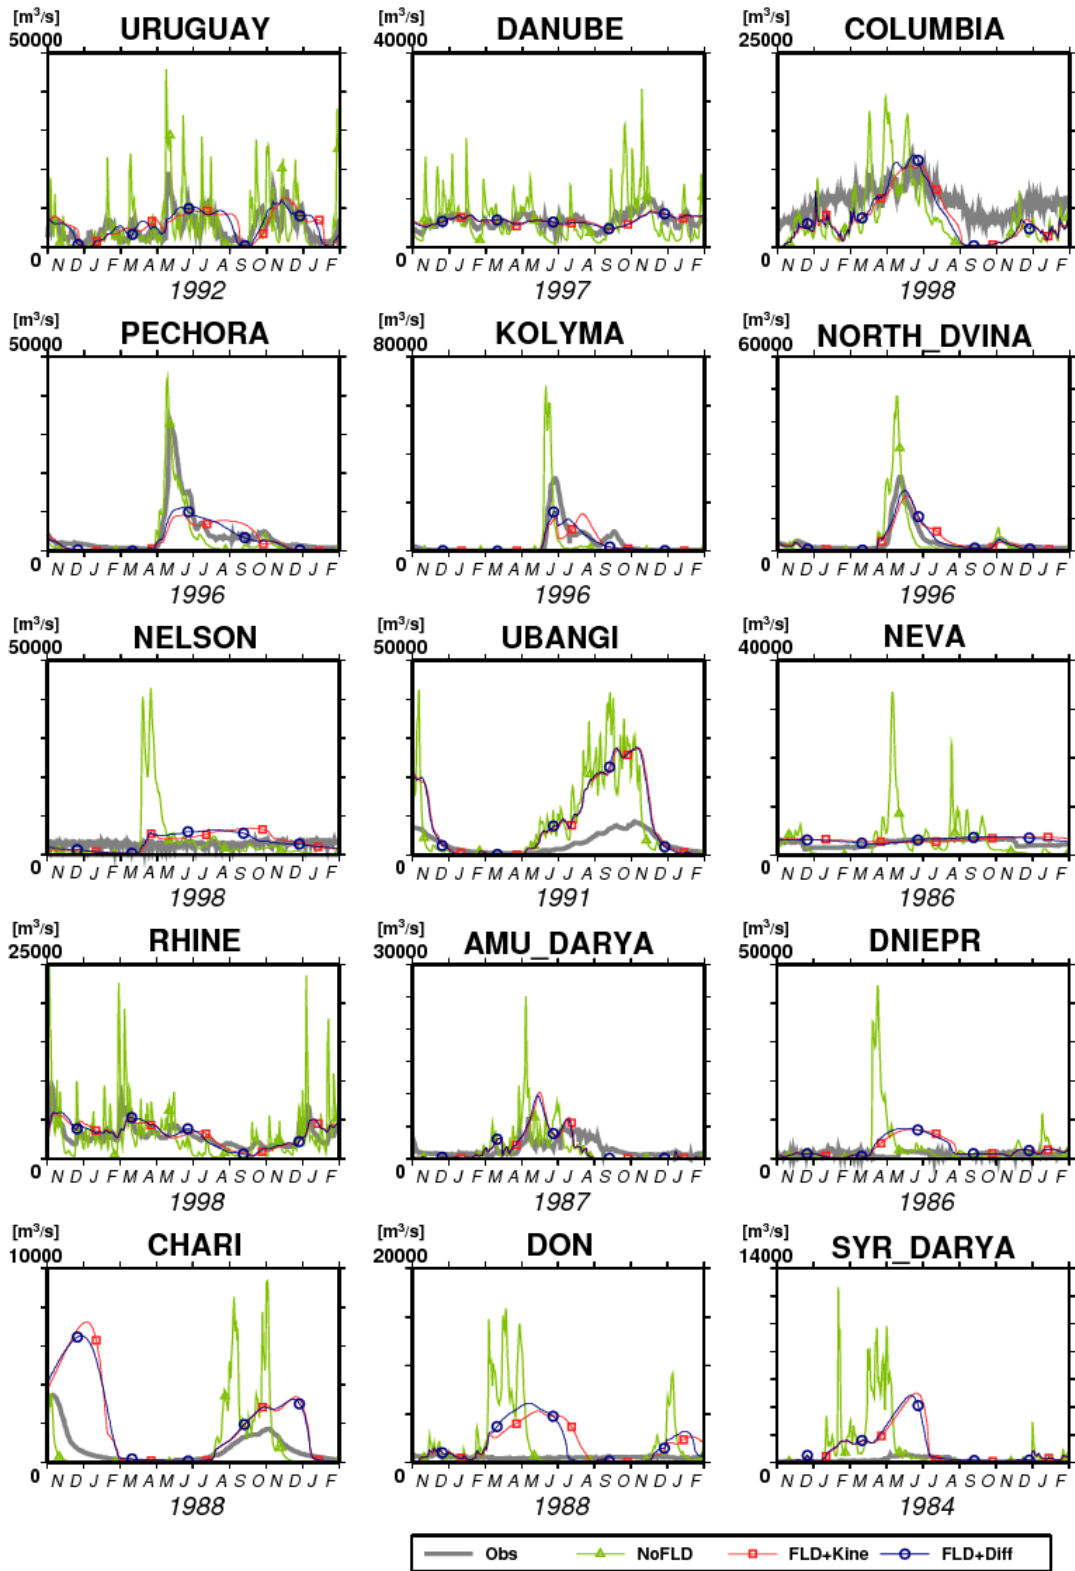 [m³/s] [m³/s] [m³/s]
URUGUAY DANUBE COLUMBIA
50000 40000 25000
0 0 0
N D J F M A M J J A S O N D J F N D J F M A M J J A S O N D J F N D J F M A M J J A S O N D J F
1992 1997 1998
[m³/s] [m³/s] [m³/s]
PECHORA KOLYMA NORTH_DVINA
50000 80000 60000
0 0 0
N D J F M A M J J A S O N D J F N D J F M A M J J A S O N D J F N D J F M A M J J A S O N D J F
1996 1996 1996
[m³/s] [m³/s] [m³/s]
NELSON UBANGI NEVA
50000 50000 40000
0 0 0
N D J F M A M J J A S O N D J F N D J F M A M J J A S O N D J F N D J F M A M J J A S O N D J F
1998 1991 1986
[m³/s] [m³/s] [m³/s]
RHINE AMU_DARYA DNIEPR
25000 30000 50000
0 0 0
N D J F M A M J J A S O N D J F N D J F M A M J J A S O N D J F N D J F M A M J J A S O N D J F
1998 1987 1986
[m³/s] [m³/s] [m³/s]
CHARI DON SYR_DARYA
10000 20000 14000
0 0 0
N D J F M A M J J A S O N D J F N D J F M A M J J A S O N D J F N D J F M A M J J A S O N D J F
1988 1988 1984
Obs NoFLD FLD+Kine FLD+Diff